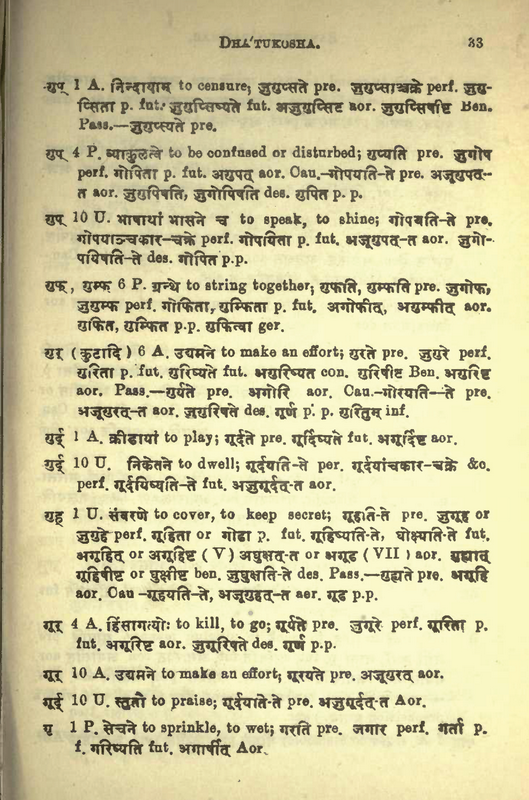 DHA'TUKOSHA. 33
गुप् 1 A. निन्दायाम् to censure; जुगुप्सते pre. जुगुप्साञ्चक्रे perf. जुगु-
प्सिता p. fut. जुगुप्सिष्यते fut. अजुगुप्सिष्ट aor. जुगुप्सिषीष्ट Ben.
Pass.—जुगुप्स्यते pre.
गुप् 4 P. व्याकुलत्वे to be confused or disturbed; गुप्यति pre. जुगोप
perf. गोपिता p. fut. अगुपत् aor. Cau.-गोपयति-ते pre. अजूगुपत्-
त aor. जुगुपिषति, जुगोपिषति des. गुपित p. p.
गुप् 10 U. भाषायां भासने च to speak, to shine; गोपयति-ते pre.
गोपयाञ्चकार-चक्रे perf. गोपयिता p. fut. अजूगुपत्-त aor. जुगो-
पयिषति-ते des. गोपित p.p.
गुफ्, गुम्फ् 6 P. ग्रन्थे to string together; गुफति, गुम्फति pre. जुगोफ,
जुगुम्फ perf. गोफिता, गुम्फिता p. fut. अगोफीत्, अगुम्फीत् aor.
गुफित, गुम्फित p.p. गुफित्वा ger.
गुर् (कुटादि) 6 A. उद्यमने to make an effort; गुरते pre. जुगुरे perf.
गुरिता p. fut. गुरिष्यते fut. अगुरिष्यत con. गुरिषीष्ट Ben. अगुरिष्ट
aor. Pass.—गुर्यते pre. अगोरि aor. Cau.—गोरयति—ते pre.
अजूगुरत्-त aor. जुगुरिषते des. गूर्ण p. p. गुरितुम् inf.
गुर्द् 1 A. क्रीडायां to play; गूर्दते pre. गूर्दिष्यते fut. अगूर्दिष्ट aor.
गुर्द् 10 U. निकेतने to dwell; गूर्दयति-ते per. गूर्दयांचकार-चक्रे &c.
perf. गूर्दयिष्यति-ते fut. अजुगूर्दत्-त aor.
गुह् 1 U. संवरणे to cover, to keep secret; गूहति-ते pre. जुगूह or
जुगुहे perf. गूहिता or गोढा p. fut. गूहिष्यति-ते, घोक्ष्यति-ते fut.
अगूहित् or अगूहिष्ट (V) अघुक्षत्-त or अगूढ (VII) aor. गुह्यात्
गूहिषीष्ट or घुक्षीष्ट ben. जुघुक्षति-ते des. Pass.—गुह्यते pre. अगूहि
aor. Cau -गूहयति-ते, अजूगुहत्-त aer. गूढ p.p.
गूर् 4 A. हिंसागत्योः to kill, to go; गूर्यते pre. जुगूरे perf. गूरिता p.
fut. अगूरिष्ट aor. जुगूरिषते des. गूर्ण p.p.
गूर् 10 A. उद्यमने to make an effort; गूरयते pre. अजूगुरत aor.
गूर्द् 10 U. स्तुतौ to praise; गूर्दयति-ते pre. अजुगूर्दत्-त Aor.
गृ 1 P. सेचने to sprinkle, to wet; गरति pre. जगार perf. गर्ता p.
f. गरिष्यति fut. अगार्षीत् Aor.